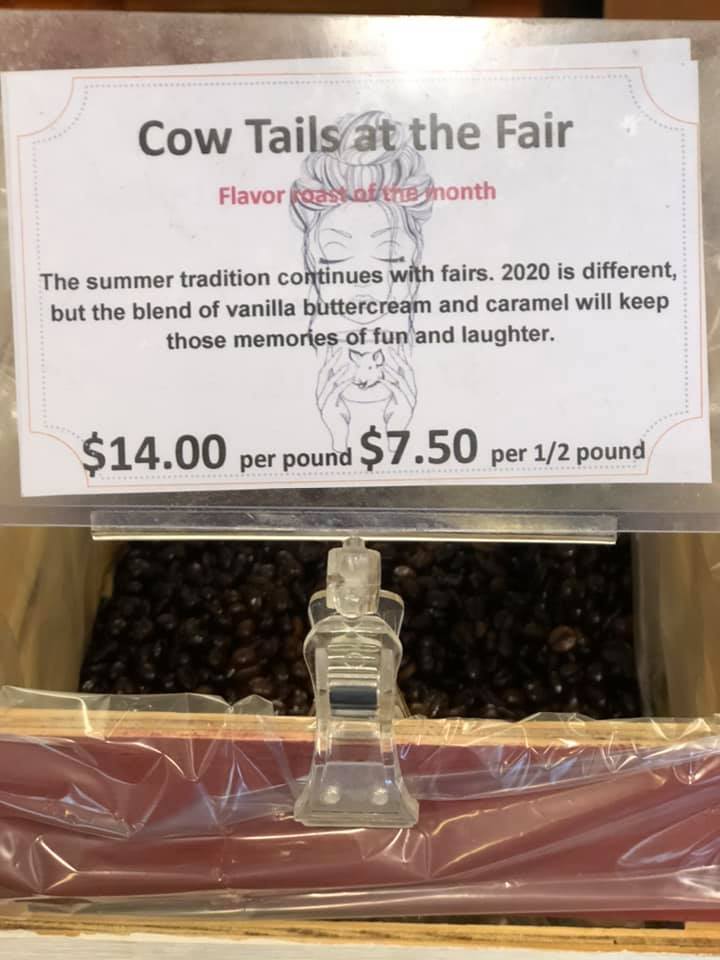 Cow Tails at the Fair
Flavor roast of the month
The summer tradition continues with fairs. 2020 is different,
but the blend of vanilla buttercream and caramel will keep
those memories of fun and laughter.
$14.00 per pound $7.50 per 1/2 pound